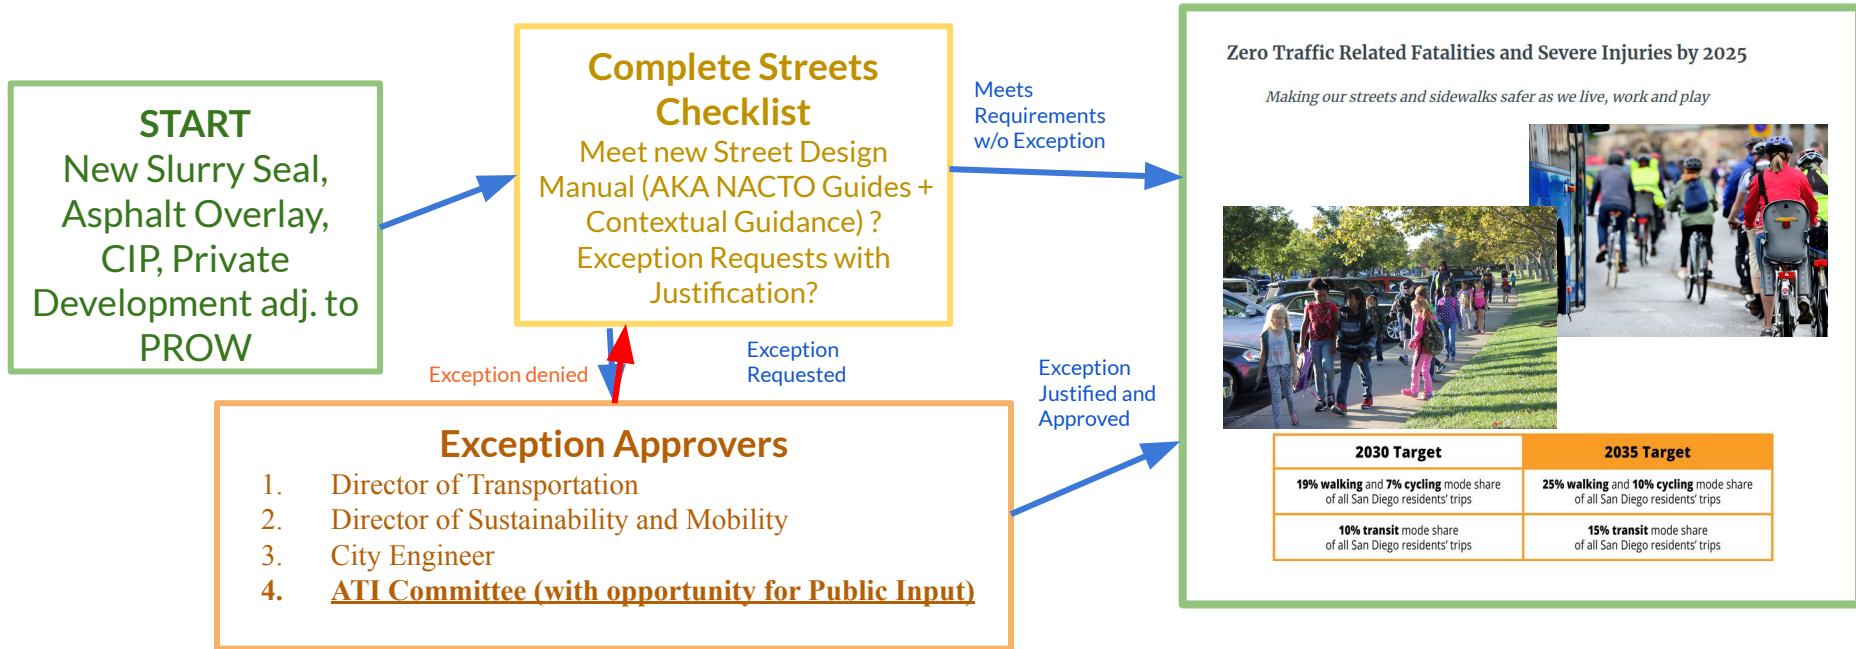 START
New Slurry Seal,
Asphalt Overlay,
CIP, Private
Development adj. to
PROW
Complete Streets
Checklist
Meet new Street Design
Manual (AKA NACTO Guides +
Contextual Guidance) ?
Exception Requests with
Justification?
Meets
Requirements
w/o Exception
Exception denied
Exception
Requested
Exception Approvers
1. Director of Transportation
2. Director of Sustainability and Mobility
3. City Engineer
4. ATI Committee (with opportunity for Public Input)
Exception
Justified and
Approved
Zero Traffic Related Fatalities and Severe Injuries by 2025
Making our streets and sidewalks safer as we live, work and play
2030 Target
2035 Target
19% walking and 7% cycling mode share
of all San Diego residents' trips
25% walking and 10% cycling mode share
of all San Diego residents' trips
10% transit mode share
of all San Diego residents' trips
15% transit mode share
of all San Diego residents' trips